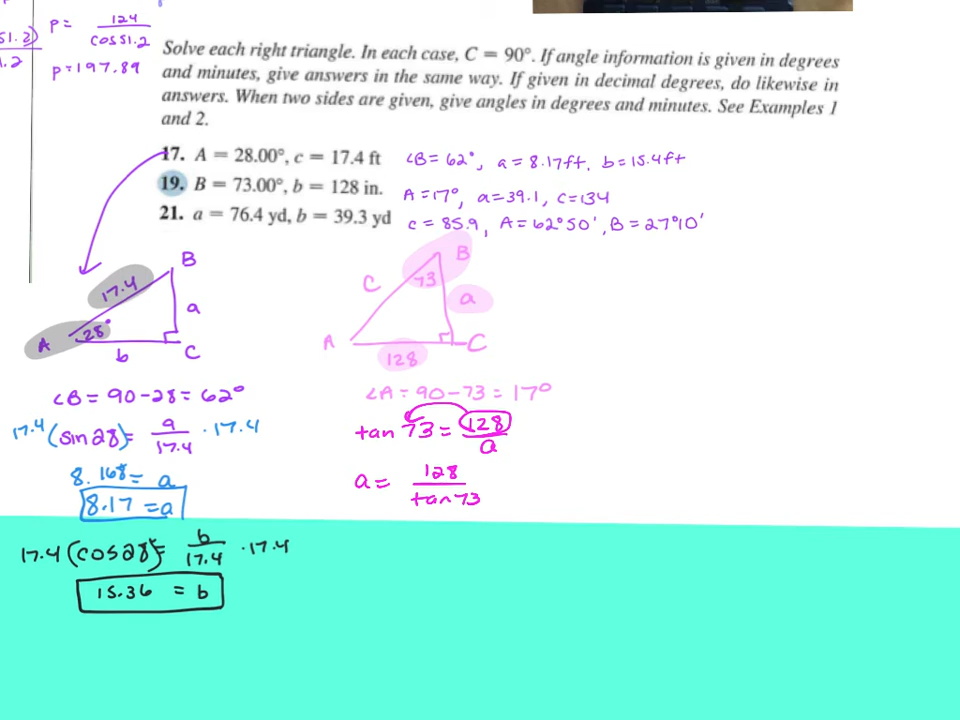 p= 124
51.2) cos51.2
1.2 p=197.89
Solve each right triangle. In each case, C = 90°. If angle information is given in degrees
and minutes, give answers in the same way. If given in decimal degrees, do likewise in
answers. When two sides are given, give angles in degrees and minutes. See Examples 1
and 2.
17. A = 28.00°, c = 17.4 ft ∠B=62°, a=8.17ft, b=15.4ft
19. B = 73.00°, b = 128 in. A=17°, a=39.1, c=134
21. a = 76.4 yd, b = 39.3 yd c=85.9, A=62°50', B=27°10'
B
17.4
a
A 28°
b C
B
C 73
a
A C
128
∠B = 90-28 = 62°
17.4 (sin28)= a/17.4 · 17.4
8.168= a
8.17 =a
17.4 (cos28)= b/17.4 · 17.4
15.36 = b
∠A = 90-73 = 17°
tan 73 = 128/a
a= 128/tan73